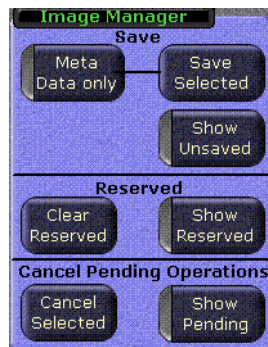 Image Manager
Save
Meta Data only
Save Selected
Show Unsaved
Reserved
Clear Reserved
Show Reserved
Cancel Pending Operations
Cancel Selected
Show Pending